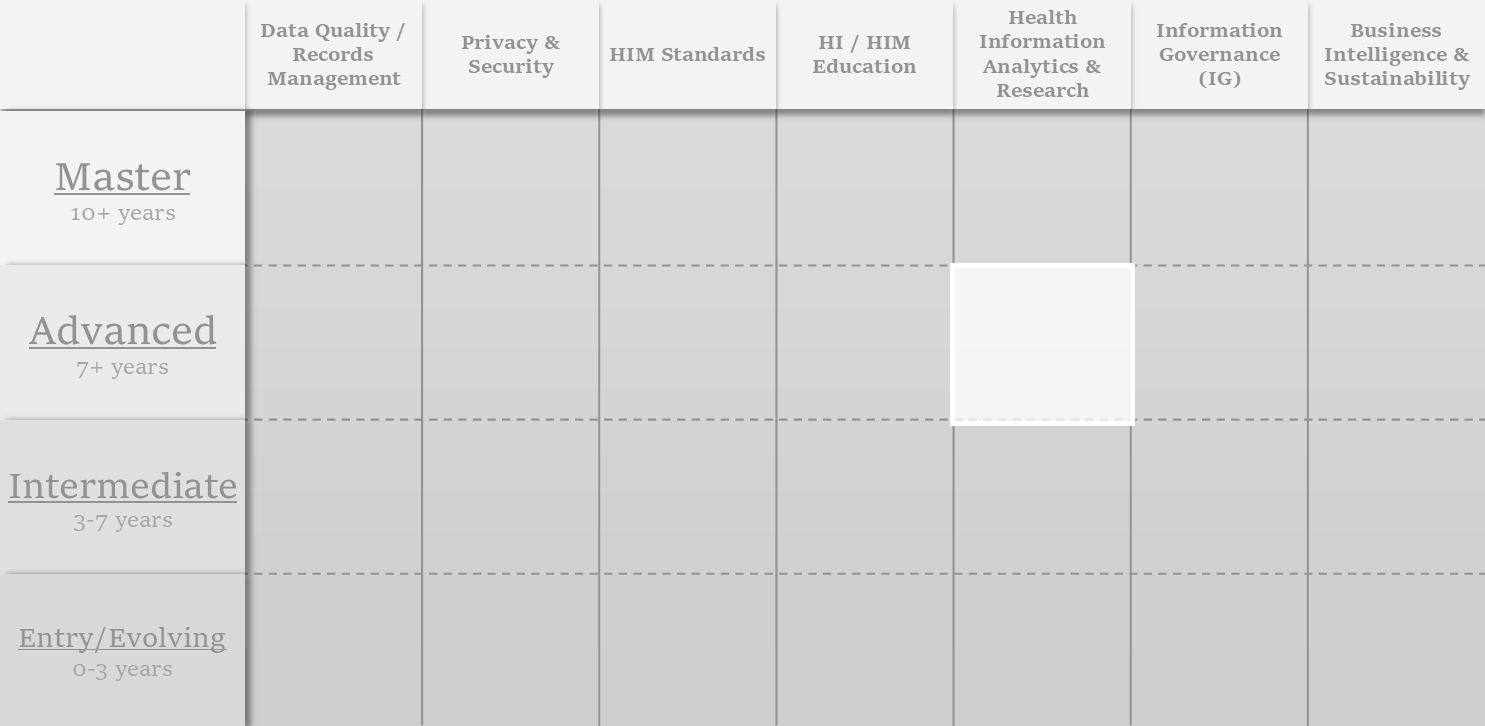 Data Quality /
Records
Management
Privacy &
Security
HIM Standards
HI / HIM
Education
Health
Information
Analytics &
Research
Information
Governance
(IG)
Business
Intelligence &
Sustainability
Master
10+ years
Advanced
7+ years
Intermediate
3-7 years
Entry/Evolving
0-3 years